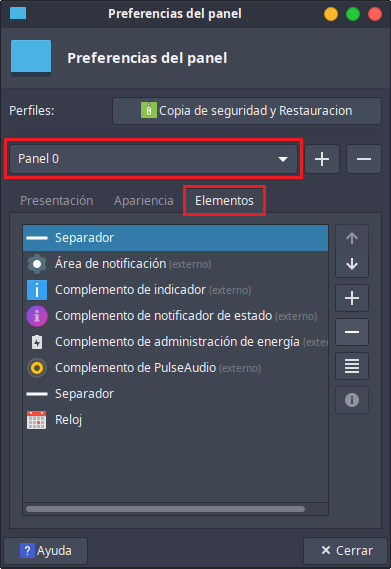 Preferencias del panel
Preferencias del panel
Perfiles:
Copia de seguridad y Restauracion
Panel 0
Presentación Apariencia Elementos
Separador
Área de notificación (externo)
Complemento de indicador (externo)
Complemento de notificador de estado (externo)
Complemento de administración de energía (exter
Complemento de PulseAudio (externo)
Separador
Reloj
Ayuda
Cerrar